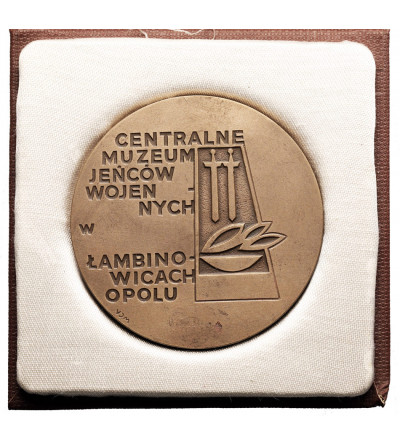 CENTRALNE
MUZEUM
JEŃCÓW
WOJEN -
NYCH
W
ŁAMBINO-
WICACH
OPOLU